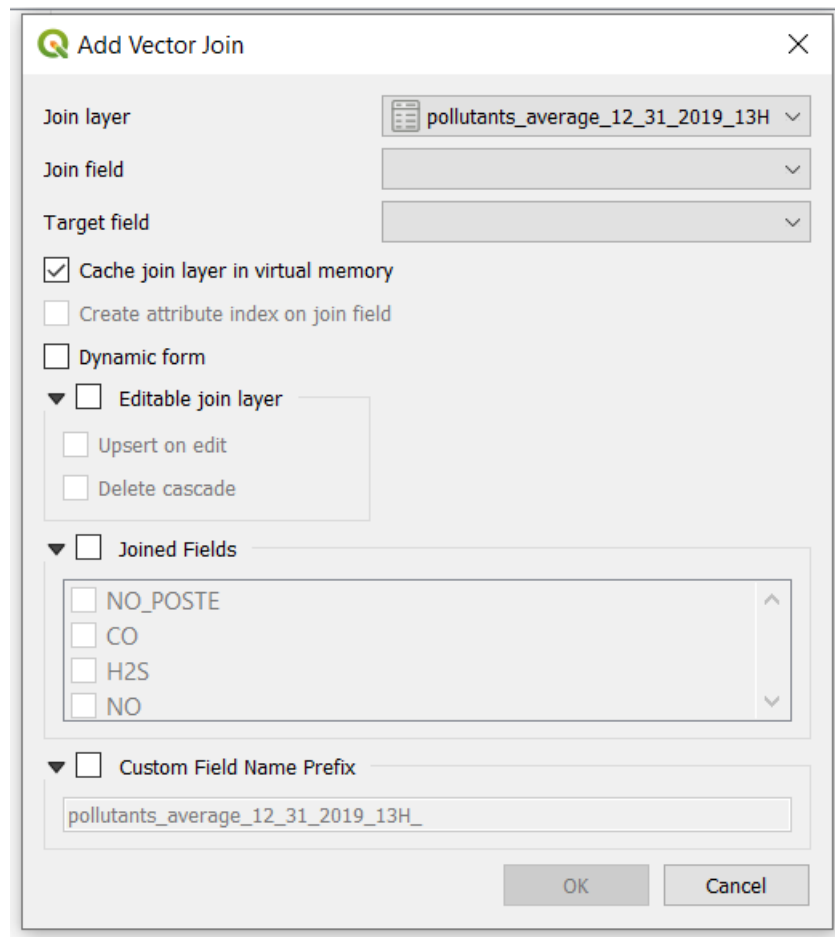 Add Vector Join
Join layer pollutants_average_12_31_2019_13H
Join field
Target field
Cache join layer in virtual memory
Create attribute index on join field
Dynamic form
Editable join layer
Upsert on edit
Delete cascade
Joined Fields
NO_POSTE
CO
H2S
NO
Custom Field Name Prefix
pollutants_average_12_31_2019_13H_
OK Cancel